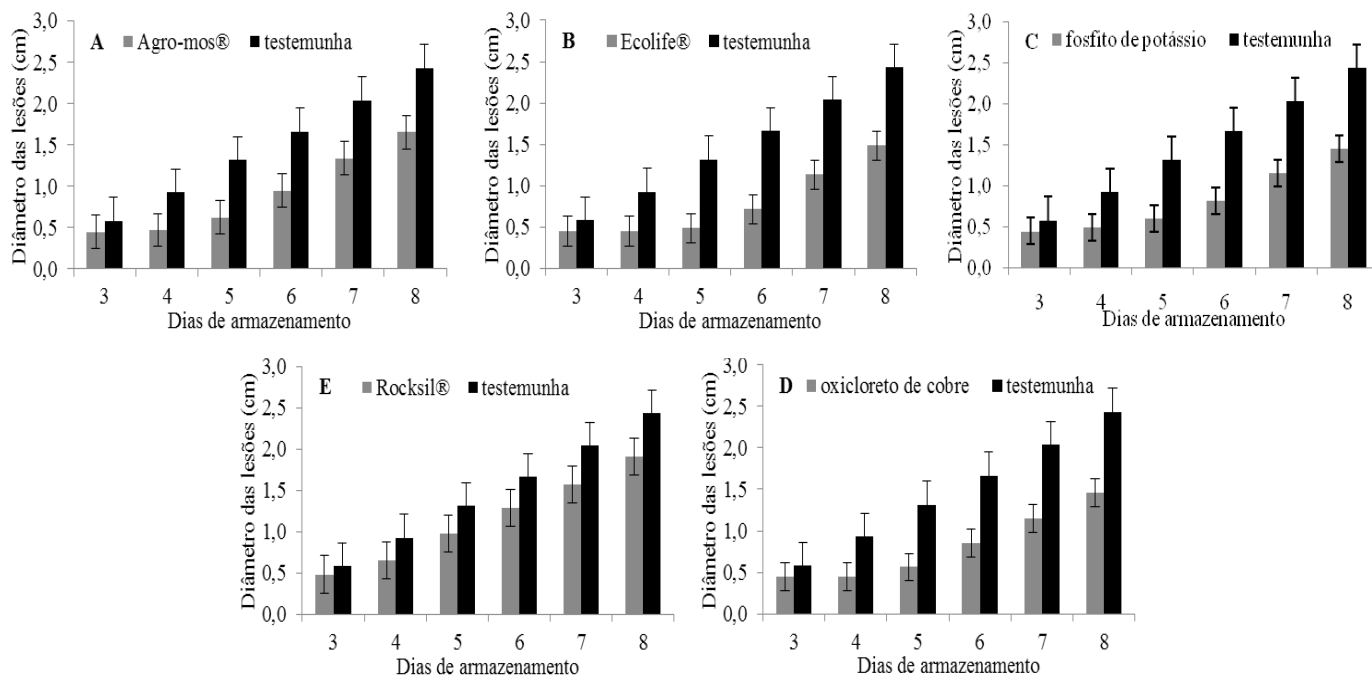 A Agro-mos® testemunha
Diâmetro das lesões (cm)
3,0
2,5
2,0
1,5
1,0
0,5
0,0
3 4 5 6 7 8
Dias de armazenamento
B Ecolife® testemunha
Diâmetro das lesões (cm)
3,0
2,5
2,0
1,5
1,0
0,5
0,0
3 4 5 6 7 8
Dias de armazenamento
C fosfito de potássio testemunha
Diâmetro das lesões (cm)
3,0
2,5
2,0
1,5
1,0
0,5
0,0
3 4 5 6 7 8
Dias de armazenamento
E Rocksil® testemunha
Diâmetro das lesões (cm)
3,0
2,5
2,0
1,5
1,0
0,5
0,0
3 4 5 6 7 8
Dias de armazenamento
D oxicloreto de cobre testemunha
Diâmetro das lesões (cm)
3,0
2,5
2,0
1,5
1,0
0,5
0,0
3 4 5 6 7 8
Dias de armazenamento